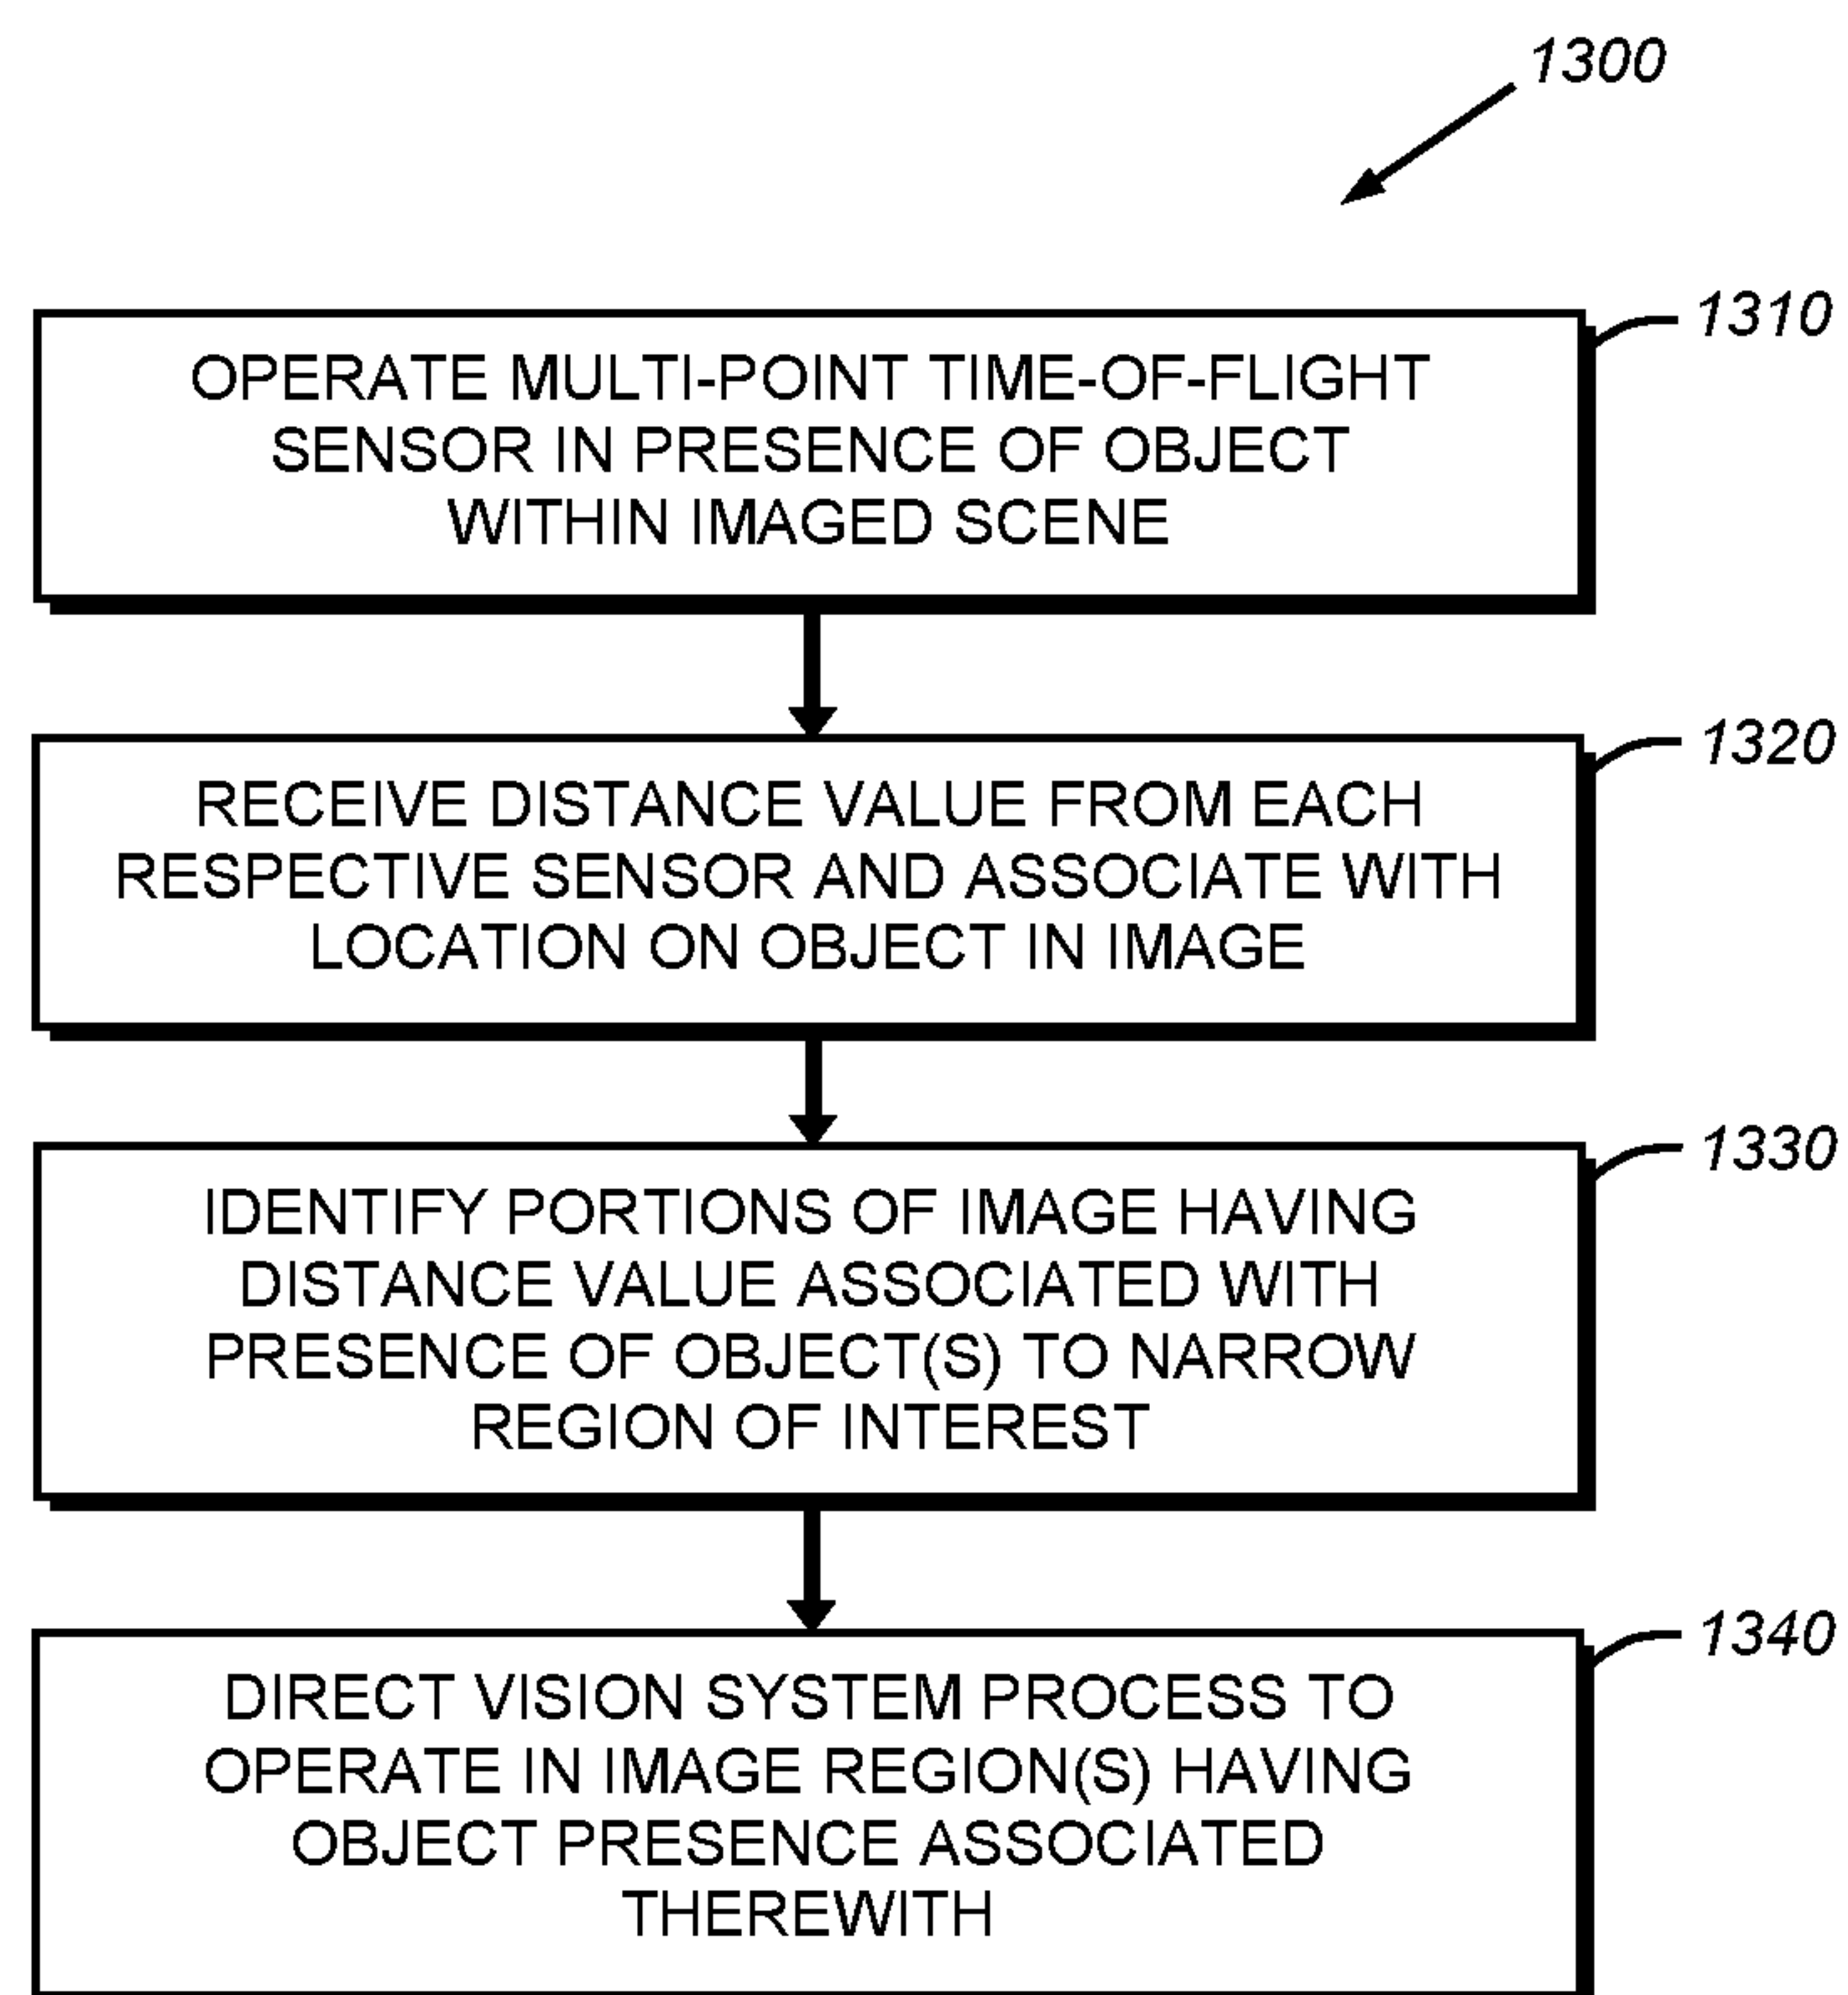 1300
1310
OPERATE MULTI-POINT TIME-OF-FLIGHT
SENSOR IN PRESENCE OF OBJECT
WITHIN IMAGED SCENE
1320
RECEIVE DISTANCE VALUE FROM EACH
RESPECTIVE SENSOR AND ASSOCIATE WITH
LOCATION ON OBJECT IN IMAGE
1330
IDENTIFY PORTIONS OF IMAGE HAVING
DISTANCE VALUE ASSOCIATED WITH
PRESENCE OF OBJECT(S) TO NARROW
REGION OF INTEREST
1340
DIRECT VISION SYSTEM PROCESS TO
OPERATE IN IMAGE REGION(S) HAVING
OBJECT PRESENCE ASSOCIATED
THEREWITH